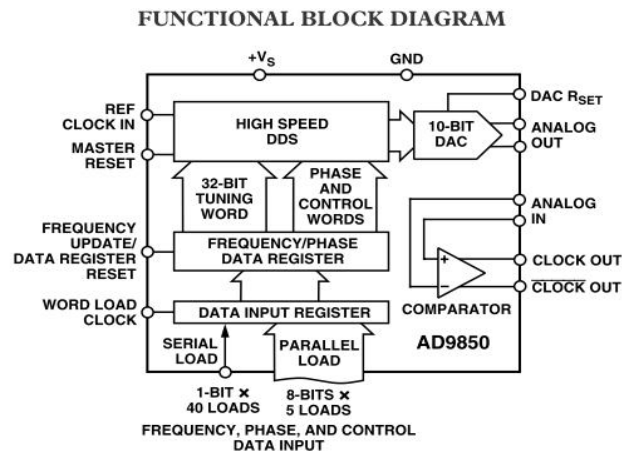 FUNCTIONAL BLOCK DIAGRAM
+VS
GND
REF
CLOCK IN
MASTER
RESET
FREQUENCY
UPDATE/
DATA REGISTER
RESET
WORD LOAD
CLOCK
HIGH SPEED
DDS
32-BIT
TUNING
WORD
PHASE
AND
CONTROL
WORDS
FREQUENCY/PHASE
DATA REGISTER
DATA INPUT REGISTER
SERIAL
LOAD
PARALLEL
LOAD
1-BIT ×
40 LOADS
8-BITS ×
5 LOADS
FREQUENCY, PHASE, AND CONTROL
DATA INPUT
10-BIT
DAC
DAC RSET
ANALOG
OUT
ANALOG
IN
+
–
CLOCK OUT
CLOCK OUT
COMPARATOR
AD9850